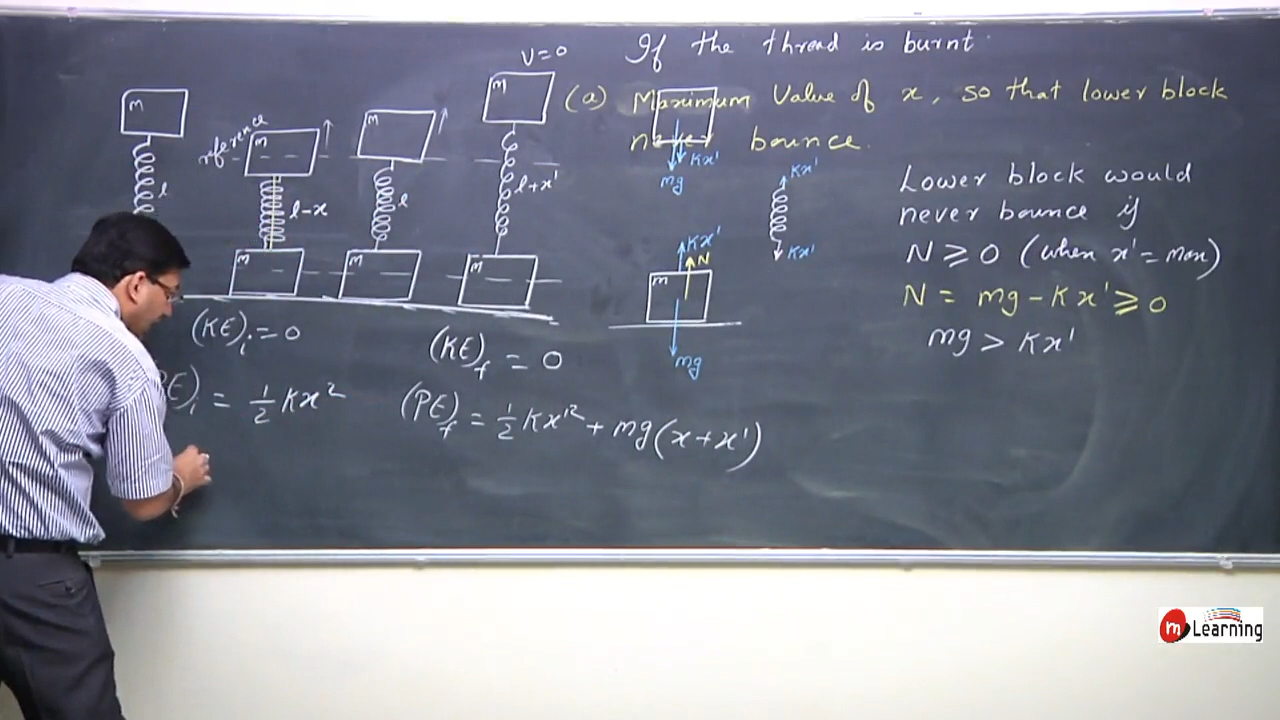 If the thread is burnt
(a) Maximum Value of x, so that lower block
never bounce.
v=0
m
m
m
m
reference
l
l-x
l
l+x'
m
m
m
Kx'
mg
Kx'
N
m
mg
Kx'
Kx'
Lower block would
never bounce if
N ⩾ 0 (when x' = max)
N = mg - Kx' ⩾ 0
mg > Kx'
(KE)i = 0
(KE)f = 0
E)i = 1/2 Kx²
(PE)f = 1/2 Kx'² + mg(x+x')
m Learning